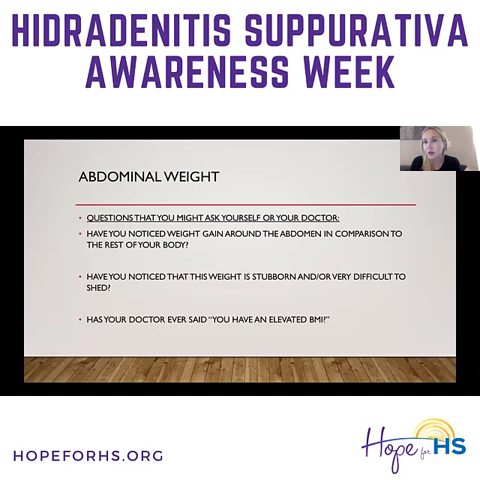 HIDRADENITIS SUPPURATIVA
AWARENESS WEEK
ABDOMINAL WEIGHT
• QUESTIONS THAT YOU MIGHT ASK YOURSELF OR YOUR DOCTOR:
• HAVE YOU NOTICED WEIGHT GAIN AROUND THE ABDOMEN IN COMPARISON TO
THE REST OF YOUR BODY?
• HAVE YOU NOTICED THAT THIS WEIGHT IS STUBBORN AND/OR VERY DIFFICULT TO
SHED?
• HAS YOUR DOCTOR EVER SAID "YOU HAVE AN ELEVATED BMI?"
HOPEFORHS.ORG
Hope for HS